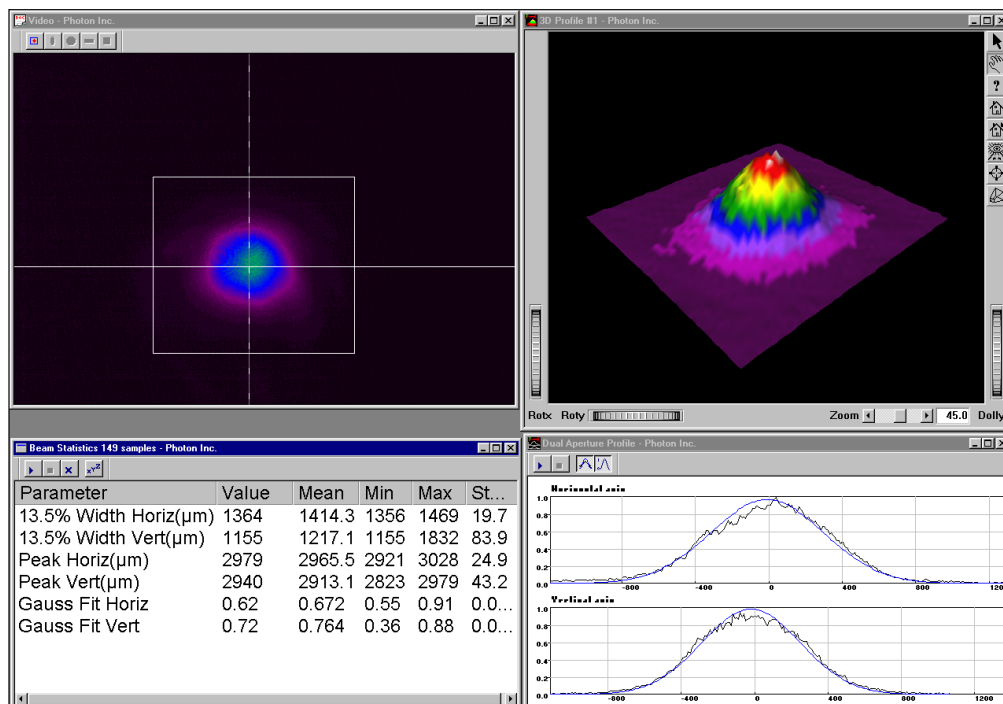 Video - Photon Inc.
3D Profile #1 - Photon Inc.
?
Rotx Roty Zoom 45.0 Dolly
Beam Statistics 149 samples - Photon Inc.
xyz
Parameter Value Mean Min Max St...
13.5% Width Horiz(µm) 1364 1414.3 1356 1469 19.7
13.5% Width Vert(µm) 1155 1217.1 1155 1832 83.9
Peak Horiz(µm) 2979 2965.5 2921 3028 24.9
Peak Vert(µm) 2940 2913.1 2823 2979 43.2
Gauss Fit Horiz 0.62 0.672 0.55 0.91 0.0...
Gauss Fit Vert 0.72 0.764 0.36 0.88 0.0...
Dual Aperture Profile - Photon Inc.
Horizontal axis
1.0
0.8
0.6
0.4
0.2
0.0
-800 -400 0 400 800 1200
Vertical axis
1.0
0.8
0.6
0.4
0.2
0.0
-800 -400 0 400 800 1200